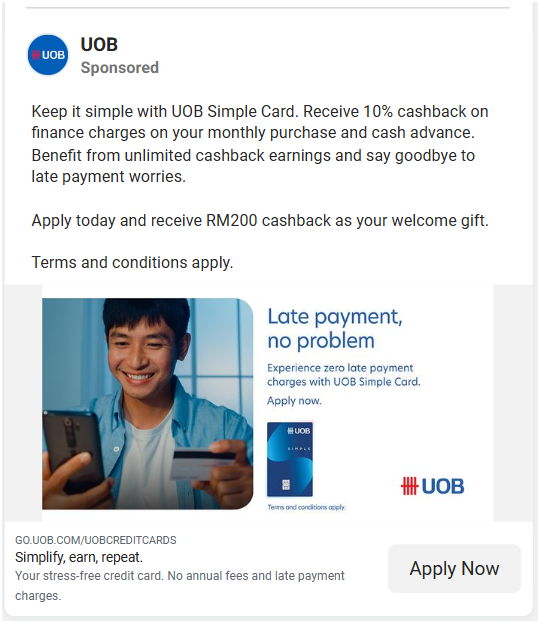 UOB
UOB
Sponsored
Keep it simple with UOB Simple Card. Receive 10% cashback on
finance charges on your monthly purchase and cash advance.
Benefit from unlimited cashback earnings and say goodbye to
late payment worries.
Apply today and receive RM200 cashback as your welcome gift.
Terms and conditions apply.
Late payment,
no problem
Experience zero late payment
charges with UOB Simple Card.
Apply now.
UOB
SIMPLE
UOB
Terms and conditions apply.
GO.UOB.COM/UOBCREDITCARDS
Simplify, earn, repeat.
Your stress-free credit card. No annual fees and late payment
charges.
Apply Now